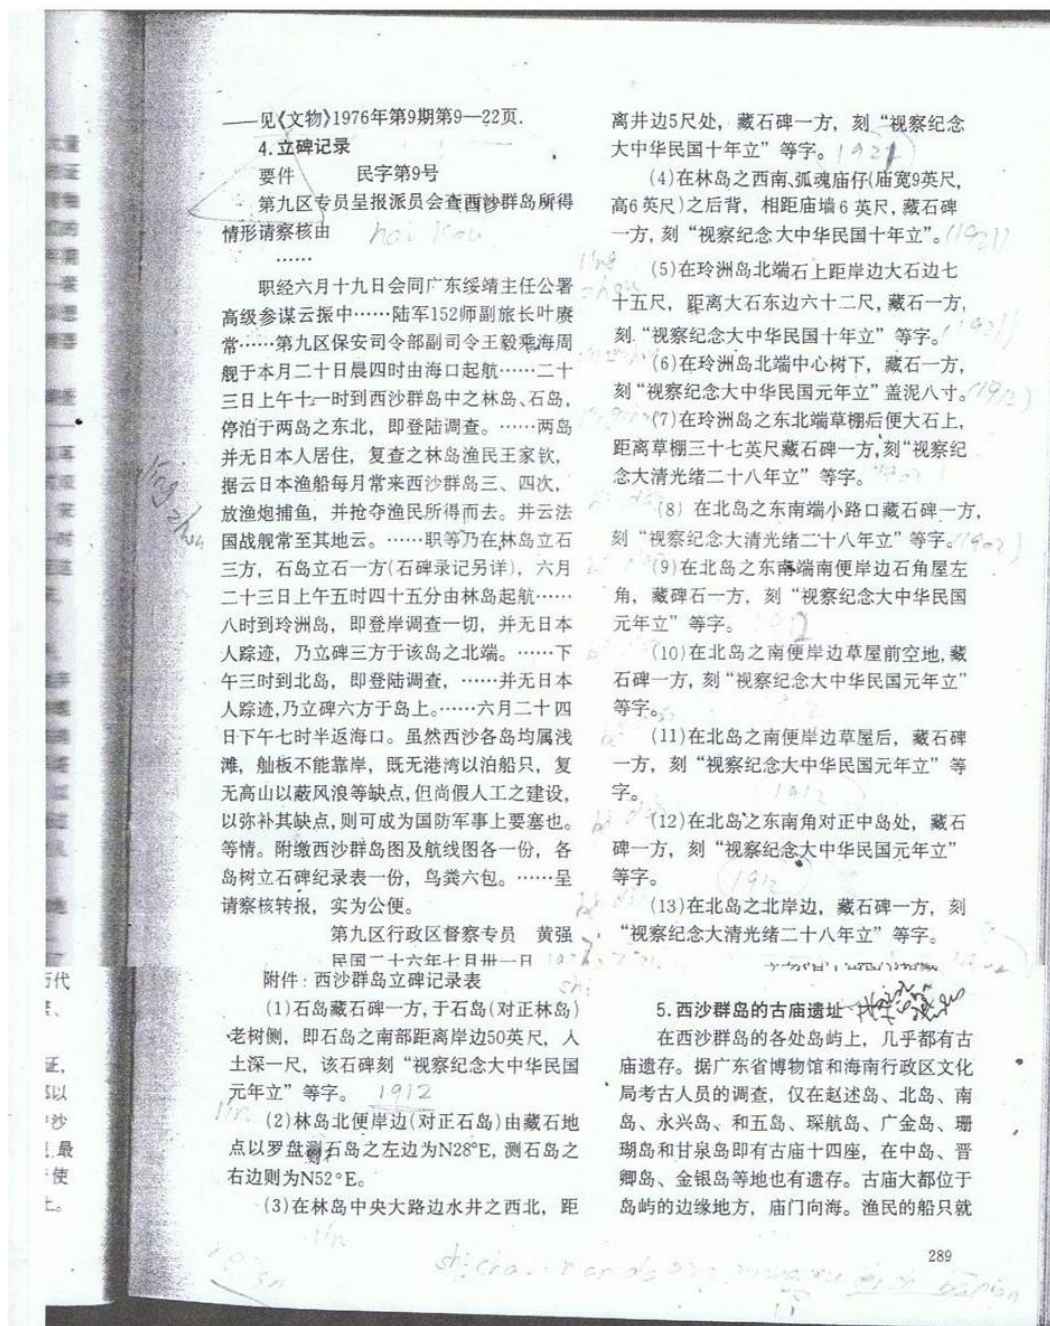 ——见《文物》1976年第9期第9—22页.
4.立碑记录
要件 民字第9号
第九区专员呈报派员会查西沙群岛所得
情形请察核由
hai kou
……
职经六月十九日会同广东绥靖主任公署
高级参谋云振中……陆军152师副旅长叶赓
常……第九区保安司令部副司令王毅乘海周
舰于本月二十日晨四时由海口起航……二十
三日上午十一时到西沙群岛中之林岛、石岛，
停泊于两岛之东北，即登陆调查。……两岛
并无日本人居住，复查之林岛渔民王家钦，
据云日本渔船每月常来西沙群岛三、四次，
放渔炮捕鱼，并抢夺渔民所得而去。并云法
国战舰常至其地云。……职等乃在林岛立石
三方，石岛立石一方(石碑录记另详)，六月
二十三日上午五时四十五分由林岛起航……
八时到玲洲岛，即登岸调查一切，并无日本
人踪迹，乃立碑三方于该岛之北端。……下
午三时到北岛，即登陆调查，……并无日本
人踪迹,乃立碑六方于岛上。……六月二十四
日下午七时半返海口。虽然西沙各岛均属浅
滩，舢板不能靠岸，既无港湾以泊船只，复
无高山以蔽风浪等缺点,但尚假人工之建设，
以弥补其缺点,则可成为国防军事上要塞也。
等情。附缴西沙群岛图及航线图各一份，各
岛树立石碑纪录表一份，鸟粪六包。……呈
请察核转报，实为公便。
第九区行政区督察专员 黄强
民国二十六年七月卅一日
附件：西沙群岛立碑记录表
(1)石岛藏石碑一方,于石岛(对正林岛)
老树侧，即石岛之南部距离岸边50英尺，人
土深一尺，该石碑刻“视察纪念大中华民国
元年立”等字。 1912
(2)林岛北便岸边(对正石岛)由藏石地
点以罗盘测石岛之左边为N28°E,测石岛之
右边则为N52°E。
(3)在林岛中央大路边水井之西北，距
离井边5尺处，藏石碑一方，刻“视察纪念
大中华民国十年立”等字。(1921)
(4)在林岛之西南、弧魂庙仔(庙宽9英尺，
高6英尺)之后背，相距庙墙6英尺,藏石碑
一方,刻“视察纪念大中华民国十年立”。(1921)
(5)在玲洲岛北端石上距岸边大石边七
十五尺，距离大石东边六十二尺,藏石一方,
刻“视察纪念大中华民国十年立”等字。(1921)
(6)在玲洲岛北端中心树下，藏石一方，
刻“视察纪念大中华民国元年立”盖泥八寸。(1912)
(7)在玲洲岛之东北端草棚后便大石上，
距离草棚三十七英尺藏石碑一方,刻“视察纪
念大清光绪二十八年立”等字。
(8) 在北岛之东南端小路口藏石碑一方，
刻“视察纪念大清光绪二十八年立”等字。(1902)
(9)在北岛之东南端南便岸边石角屋左
角，藏碑石一方，刻“视察纪念大中华民国
元年立”等字。 1912
(10)在北岛之南便岸边草屋前空地,藏
石碑一方,刻“视察纪念大中华民国元年立”
等字。
(11)在北岛之南便岸边草屋后，藏石碑
一方，刻“视察纪念大中华民国元年立”等
字。 1912
(12)在北岛之东南角对正中岛处，藏石
碑一方，刻“视察纪念大中华民国元年立”
等字。 1912
(13)在北岛之北岸边，藏石碑一方，刻
“视察纪念大清光绪二十八年立”等字。
5.西沙群岛的古庙遗址
在西沙群岛的各处岛屿上，几乎都有古
庙遗存。据广东省博物馆和海南行政区文化
局考古人员的调查，仅在赵述岛、北岛、南
岛、永兴岛、和五岛、琛航岛、广金岛、珊
瑚岛和甘泉岛即有古庙十四座，在中岛、晋
卿岛、金银岛等地也有遗存。古庙大都位于
岛屿的边缘地方，庙门向海。渔民的船只就
289